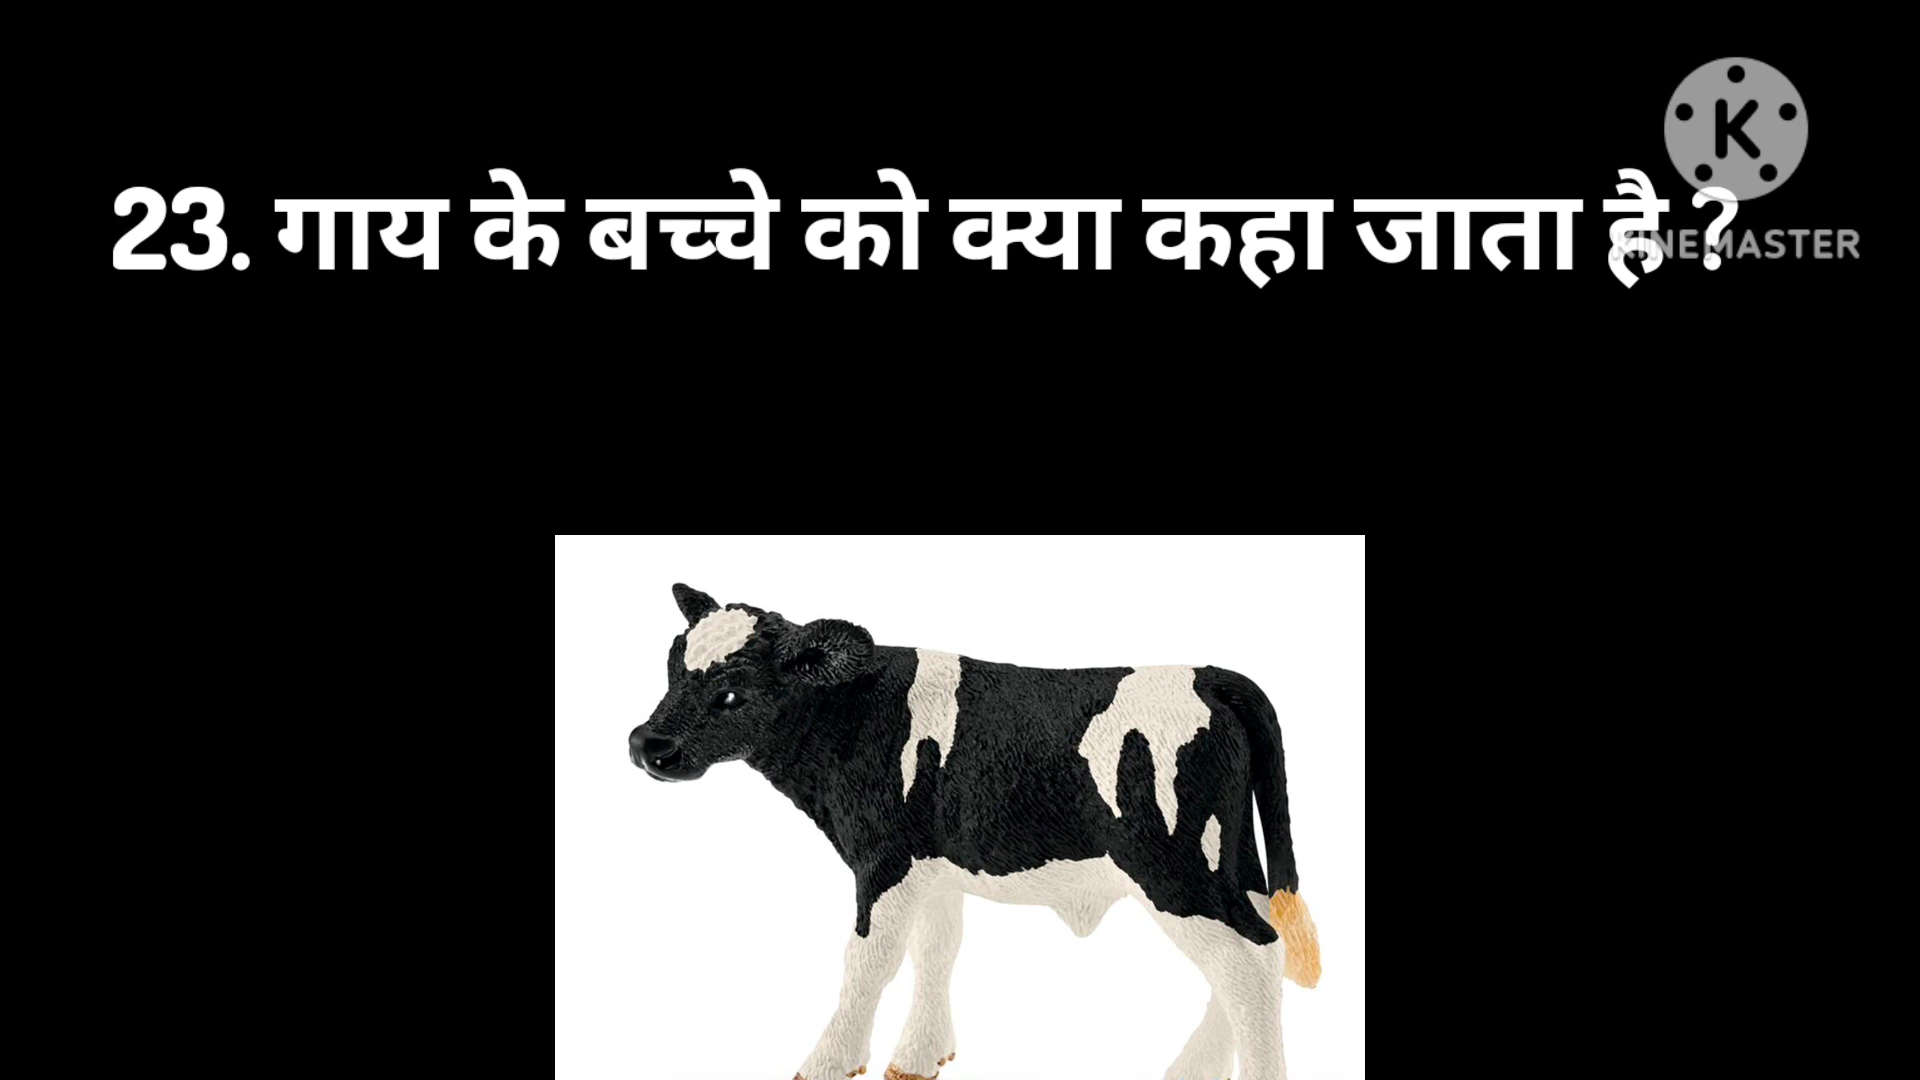 23. गाय के बच्चे को क्या कहा जाता है ?
K
KINEMASTER